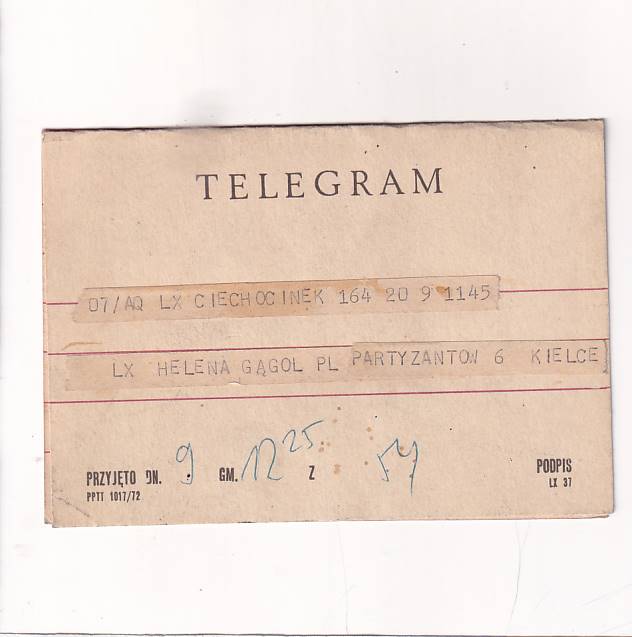 TELEGRAM
07/AQ LX CIECHOCINEK 164 20 9 1145
LX HELENA GĄGOL PL PARTYZANTOW 6 KIELCE
PRZYJĘTO DN. 9 GM. 12 25 Z 54 PODPIS
PPTT 1017/72 LX 37